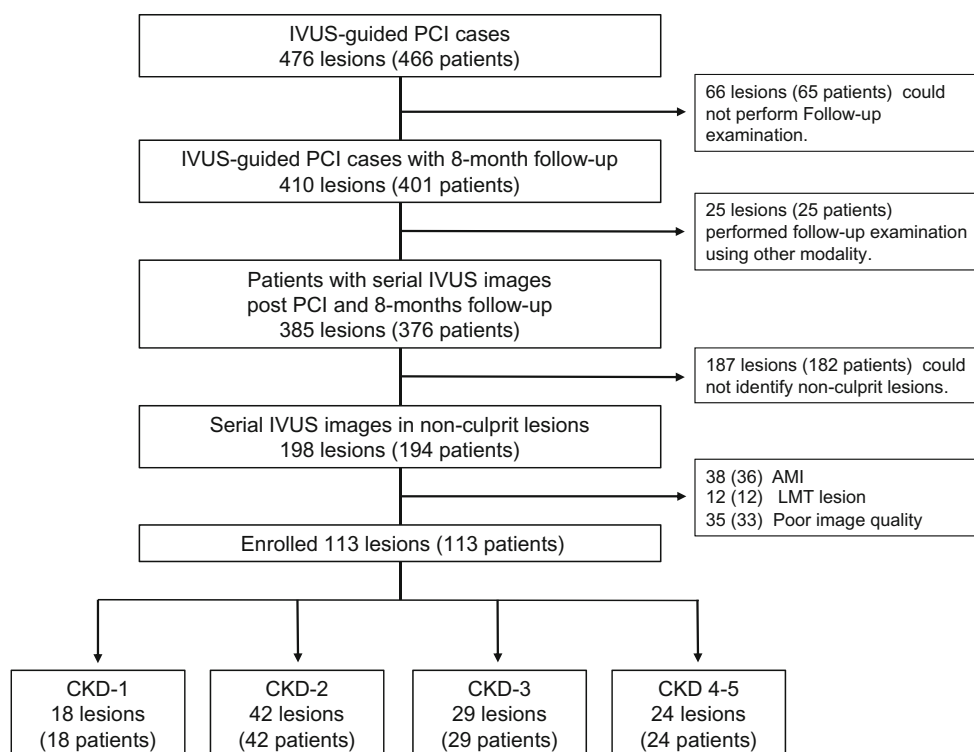 IVUS-guided PCI cases
476 lesions (466 patients)
66 lesions (65 patients) could
not perform Follow-up
examination.
IVUS-guided PCI cases with 8-month follow-up
410 lesions (401 patients)
25 lesions (25 patients)
performed follow-up examination
using other modality.
Patients with serial IVUS images
post PCI and 8-months follow-up
385 lesions (376 patients)
187 lesions (182 patients) could
not identify non-culprit lesions.
Serial IVUS images in non-culprit lesions
198 lesions (194 patients)
38 (36) AMI
12 (12) LMT lesion
35 (33) Poor image quality
Enrolled 113 lesions (113 patients)
CKD-1
18 lesions
(18 patients)
CKD-2
42 lesions
(42 patients)
CKD-3
29 lesions
(29 patients)
CKD 4-5
24 lesions
(24 patients)